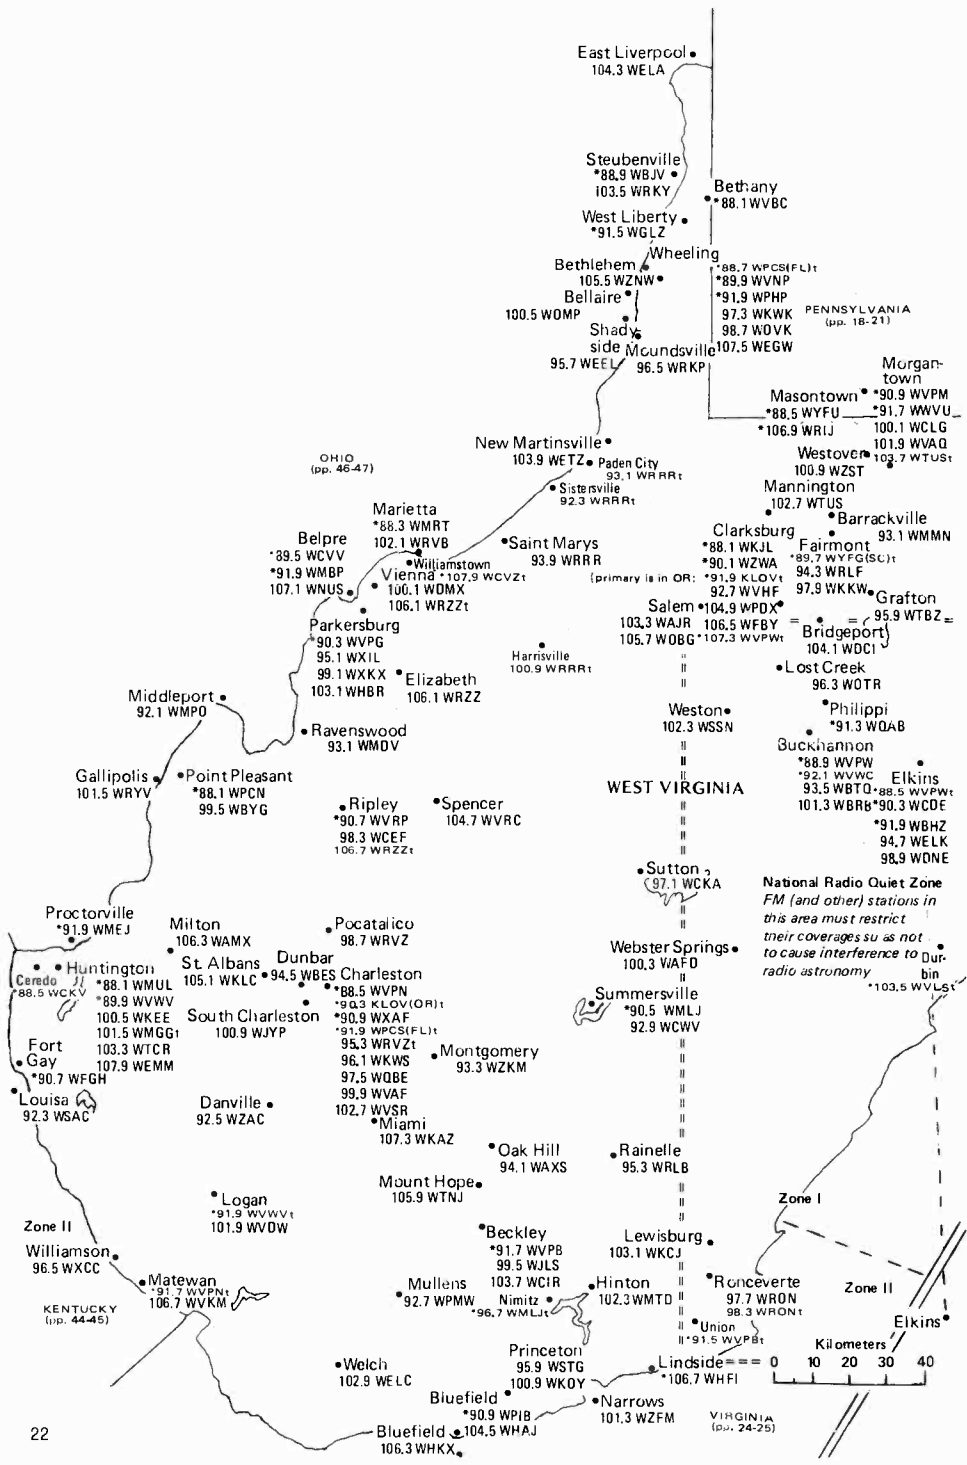 East Liverpool
104.3 WELA
Steubenville
*88.9 WBJV
103.5 WRKY
Bethany
*88.1 WVBC
West Liberty
*91.5 WGLZ
Wheeling
*88.7 WPCS(FL)t
*89.9 WVNP
*91.9 WPHP
97.3 WKWK
98.7 WOVK
107.5 WEGW
Bethlehem
105.5 WZNW
Bellaire
100.5 WOMP
Shady-
side
95.7 WEEL
Moundsville
96.5 WRKP
PENNSYLVANIA
(pp. 18-21)
Morgan-
town
*90.9 WVPM
*91.7 WWVU
100.1 WCLG
101.9 WVAQ
103.7 WTUSt
Masontown
*88.5 WYFU
*106.9 WRIJ
Westover
100.9 WZST
New Martinsville
103.9 WETZ
Paden City
93.1 WRRRt
Sistersville
92.3 WRRRt
OHIO
(pp. 46-47)
Mannington
102.7 WTUS
Barrackville
93.1 WMMN
Marietta
*88.3 WMRT
102.1 WRVB
Belpre
*89.5 WCVV
*91.9 WMBP
107.1 WNUS
Williamstown
*107.9 WCVZt
Vienna
100.1 WDMX
106.1 WRZZt
Saint Marys
93.9 WRRR
Clarksburg
*88.1 WKJL
*90.1 WZWA
(primary is in OR; *91.9 KLOVt
92.7 WVHF
104.9 WPDX
106.5 WFBY
*107.3 WVPWt
Fairmont
*89.7 WYFG(SC)t
94.3 WRLF
97.9 WKKW
Grafton
95.9 WTBZ
Salem
103.3 WAJR
105.7 WOBG
Bridgeport
104.1 WDCI
Parkersburg
*90.3 WVPG
95.1 WXIL
99.1 WXKX
103.1 WHBR
Harrisville
100.9 WRRRt
Elizabeth
106.1 WRZZ
Lost Creek
96.3 WOTR
Middleport
92.1 WMPO
Ravenswood
93.1 WMOV
Weston
102.3 WSSN
Philippi
*91.3 WQAB
Buckhannon
*88.9 WVPW
*92.1 WVWC
93.5 WBTQ
101.3 WBRB
Elkins
*88.5 WVPWt
*90.3 WCDE
*91.9 WBHZ
94.7 WELK
98.9 WDNE
Gallipolis
101.5 WRYV
Point Pleasant
*88.1 WPCN
99.5 WBYG
WEST VIRGINIA
Ripley
*90.7 WVRP
98.3 WCEF
106.7 WRZZt
Spencer
104.7 WVRC
Sutton
97.1 WCKA
National Radio Quiet Zone
FM (and other) stations in
this area must restrict
their coverages su as not
to cause interference to
radio astronomy
Dur-
bin
*103.5 WVLSt
Proctorville
*91.9 WMEJ
Milton
106.3 WAMX
Pocatalico
98.7 WRVZ
Webster Springs
100.3 WAFD
Ceredo
*88.5 WCKV
Huntington
*88.1 WMUL
*89.9 WVWV
100.5 WKEE
101.5 WMGGt
103.3 WTCR
107.9 WEMM
St. Albans
105.1 WKLC
Dunbar
94.5 WBES
Charleston
*88.5 WVPN
*90.3 KLOV(OR)t
*90.9 WXAF
*91.9 WPCS(FL)t
95.3 WRVZt
96.1 WKWS
97.5 WQBE
99.9 WVAF
102.7 WVSR
South Charleston
100.9 WJYP
Summersville
*90.5 WMLJ
92.9 WCWV
Fort
Gay
*90.7 WFGH
Montgomery
93.3 WZKM
Louisa
92.3 WSAC
Danville
92.5 WZAC
Miami
107.3 WKAZ
Oak Hill
94.1 WAXS
Rainelle
95.3 WRLB
Mount Hope
105.9 WTNJ
Logan
*91.9 WVWVt
101.9 WVOW
Zone I
Zone II
Beckley
*91.7 WVPB
99.5 WJLS
103.7 WCIR
Lewisburg
103.1 WKCJ
Williamson
96.5 WXCC
Matewan
*91.7 WVPNt
106.7 WVKM
Mullens
92.7 WPMW
Nimitz
*96.7 WMLJt
Hinton
102.3 WMTD
Ronceverte
97.7 WRON
98.3 WRONt
Zone II
KENTUCKY
(pp. 44-45)
Union
*91.5 WVPBt
Elkins
Kilometers
0 10 20 30 40
Princeton
95.9 WSTG
100.9 WKOY
Lindside
*106.7 WHFI
Welch
102.9 WELC
Bluefield
*90.9 WPIB
104.5 WHAJ
Narrows
101.3 WZFM
VIRGINIA
(pp. 24-25)
Bluefield
106.3 WHKX
22